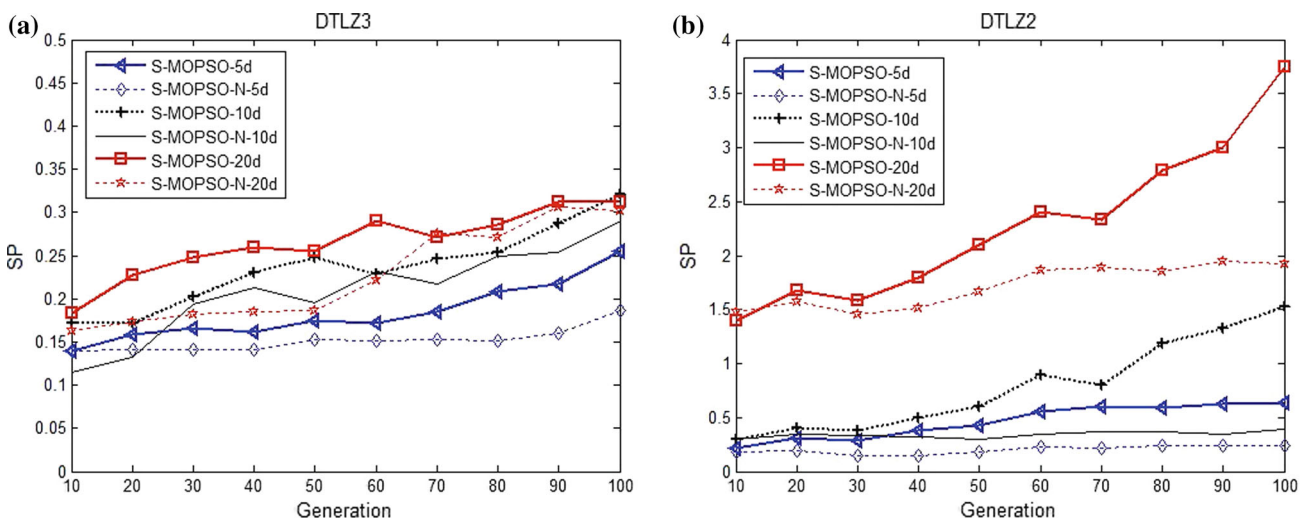 (a)
DTLZ3
0.5
0.45
0.4
0.35
0.3
0.25
0.2
0.15
0.1
0.05
0
SP
S-MOPSO-5d
S-MOPSO-N-5d
S-MOPSO-10d
S-MOPSO-N-10d
S-MOPSO-20d
S-MOPSO-N-20d
10 20 30 40 50 60 70 80 90 100
Generation
(b)
DTLZ2
4
3.5
3
2.5
2
1.5
1
0.5
0
SP
S-MOPSO-5d
S-MOPSO-N-5d
S-MOPSO-10d
S-MOPSO-N-10d
S-MOPSO-20d
S-MOPSO-N-20d
10 20 30 40 50 60 70 80 90 100
Generation